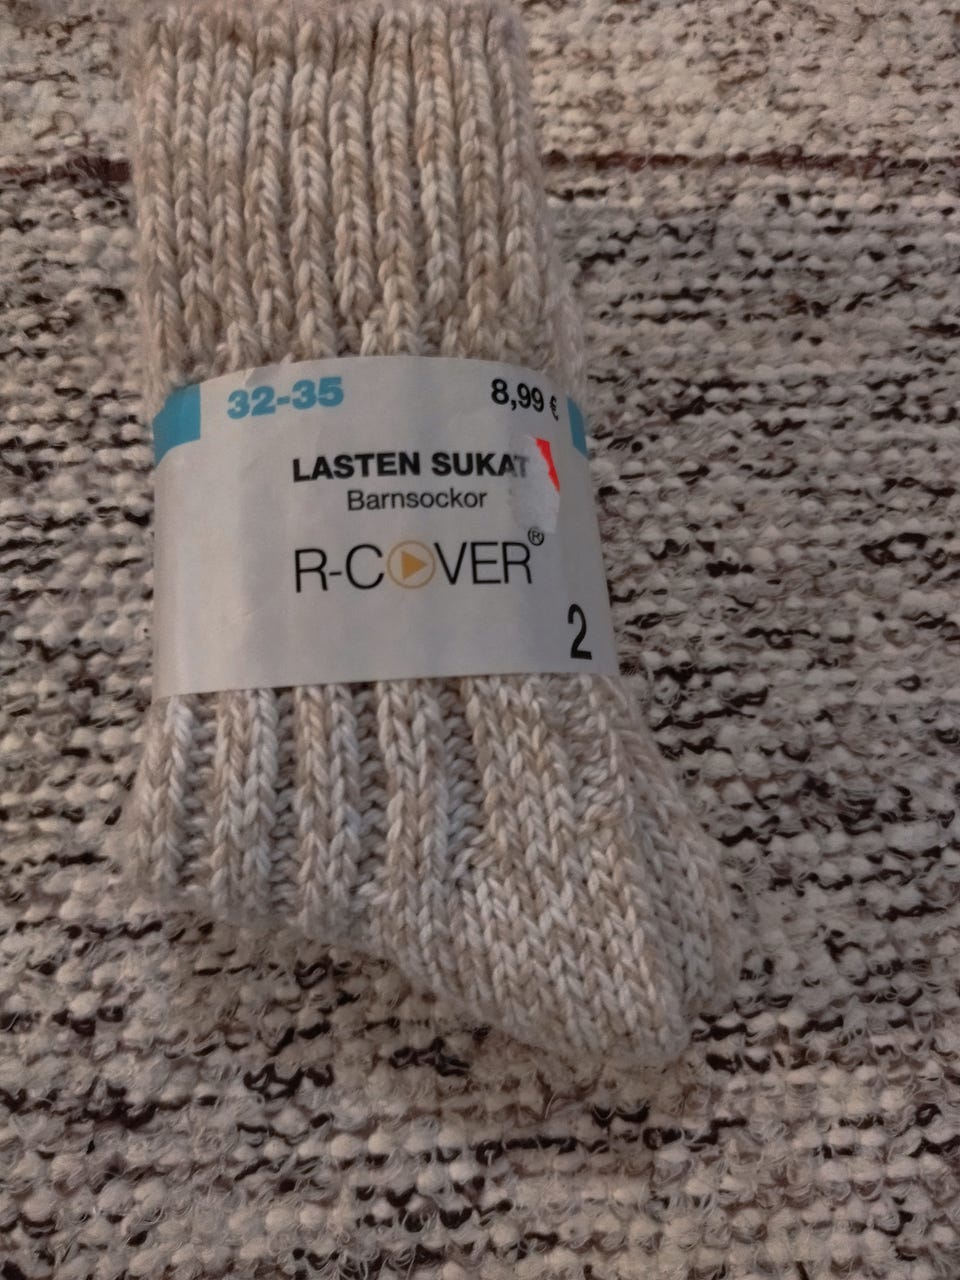 32-35
8,99 €
LASTEN SUKAT
Barnsockor
R-COVER®
2